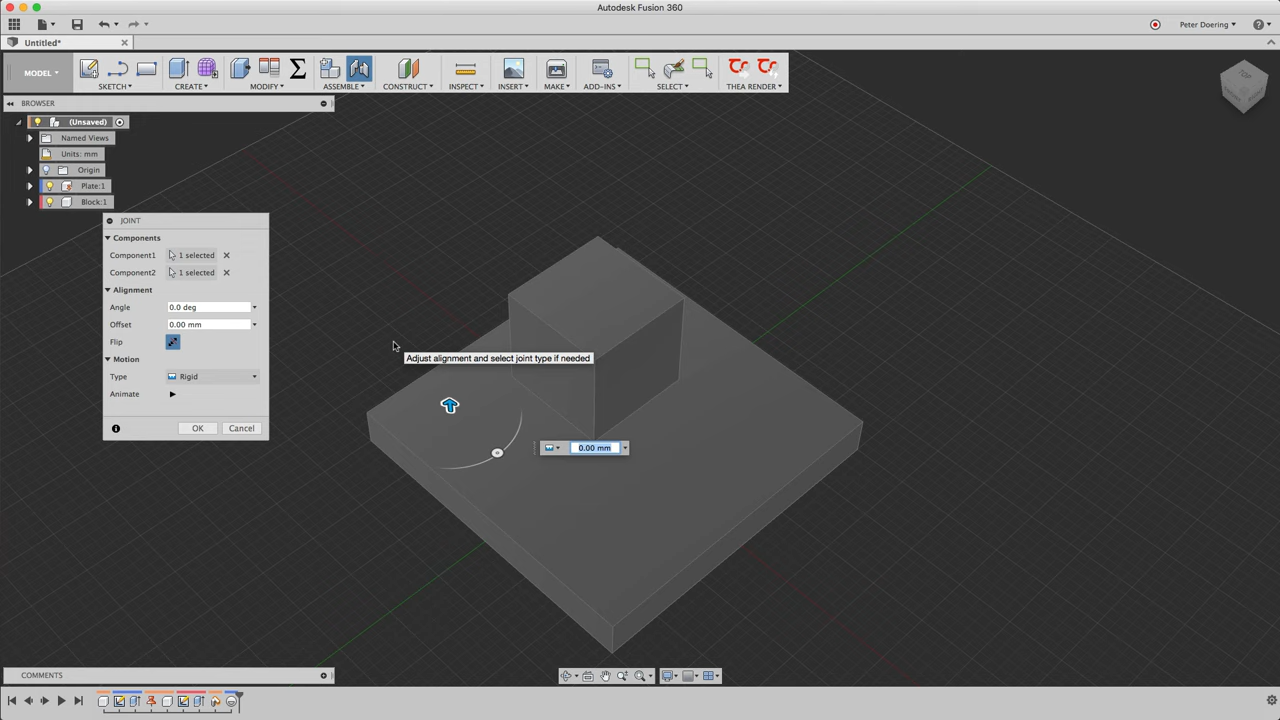 Autodesk Fusion 360
Peter Doering
Untitled*
MODEL
SKETCH
CREATE
MODIFY
ASSEMBLE
CONSTRUCT
INSPECT
INSERT
MAKE
ADD-INS
SELECT
THEA RENDER
TOP
BROWSER
(Unsaved)
Named Views
Units: mm
Origin
Plate:1
Block:1
JOINT
Components
Component1 1 selected
Component2 1 selected
Alignment
Angle 0.0 deg
Offset 0.00 mm
Flip
Motion
Type Rigid
Animate
OK Cancel
Adjust alignment and select joint type if needed
0.00 mm
COMMENTS